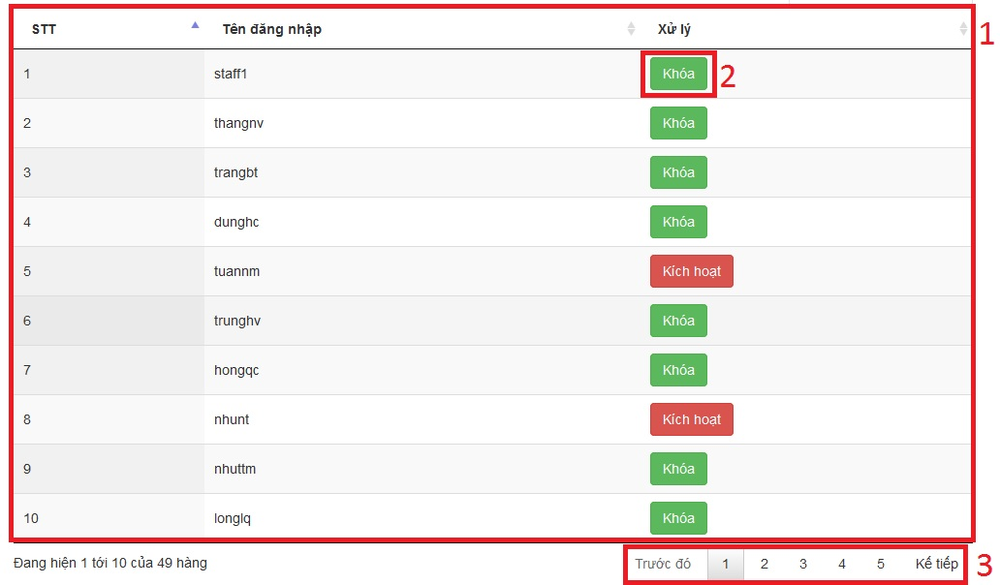 STT Tên đăng nhập Xử lý 1
1 staff1 Khóa 2
2 thangnv Khóa
3 trangbt Khóa
4 dunghc Khóa
5 tuannm Kích hoạt
6 trunghv Khóa
7 hongqc Khóa
8 nhunt Kích hoạt
9 nhuttm Khóa
10 longlq Khóa
Đang hiện 1 tới 10 của 49 hàng Trước đó 1 2 3 4 5 Kế tiếp 3